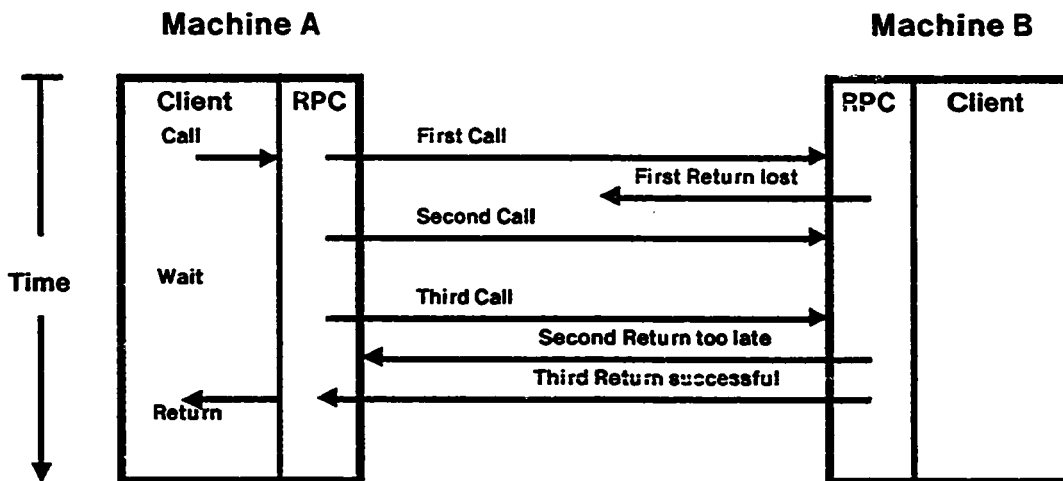 Machine A
Machine B
Client
RPC
RPC
Client
Call
First Call
First Return lost
Second Call
Time
Wait
Third Call
Second Return too late
Third Return successful
Return